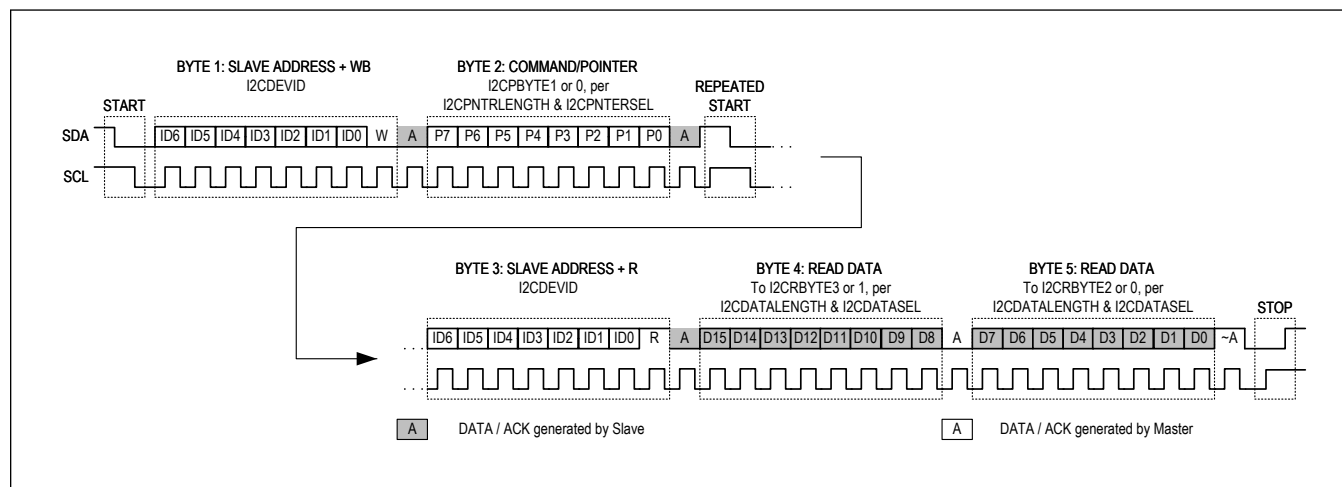 BYTE 1: SLAVE ADDRESS + WB
I2CDEVID
BYTE 2: COMMAND/POINTER
I2CPBYTE1 or 0, per
I2CPNTRLENGTH & I2CPNTERSEL
START
REPEATED
START
SDA
ID6 ID5 ID4 ID3 ID2 ID1 ID0 W A P7 P6 P5 P4 P3 P2 P1 P0 A
. . .
SCL
. . .
BYTE 3: SLAVE ADDRESS + R
I2CDEVID
BYTE 4: READ DATA
To I2CRBYTE3 or 1, per
I2CDATALENGTH & I2CDATASEL
BYTE 5: READ DATA
To I2CRBYTE2 or 0, per
I2CDATALENGTH & I2CDATASEL
STOP
. . . ID6 ID5 ID4 ID3 ID2 ID1 ID0 R A D15 D14 D13 D12 D11 D10 D9 D8 A D7 D6 D5 D4 D3 D2 D1 D0 ~A
. . .
A DATA / ACK generated by Slave
A DATA / ACK generated by Master